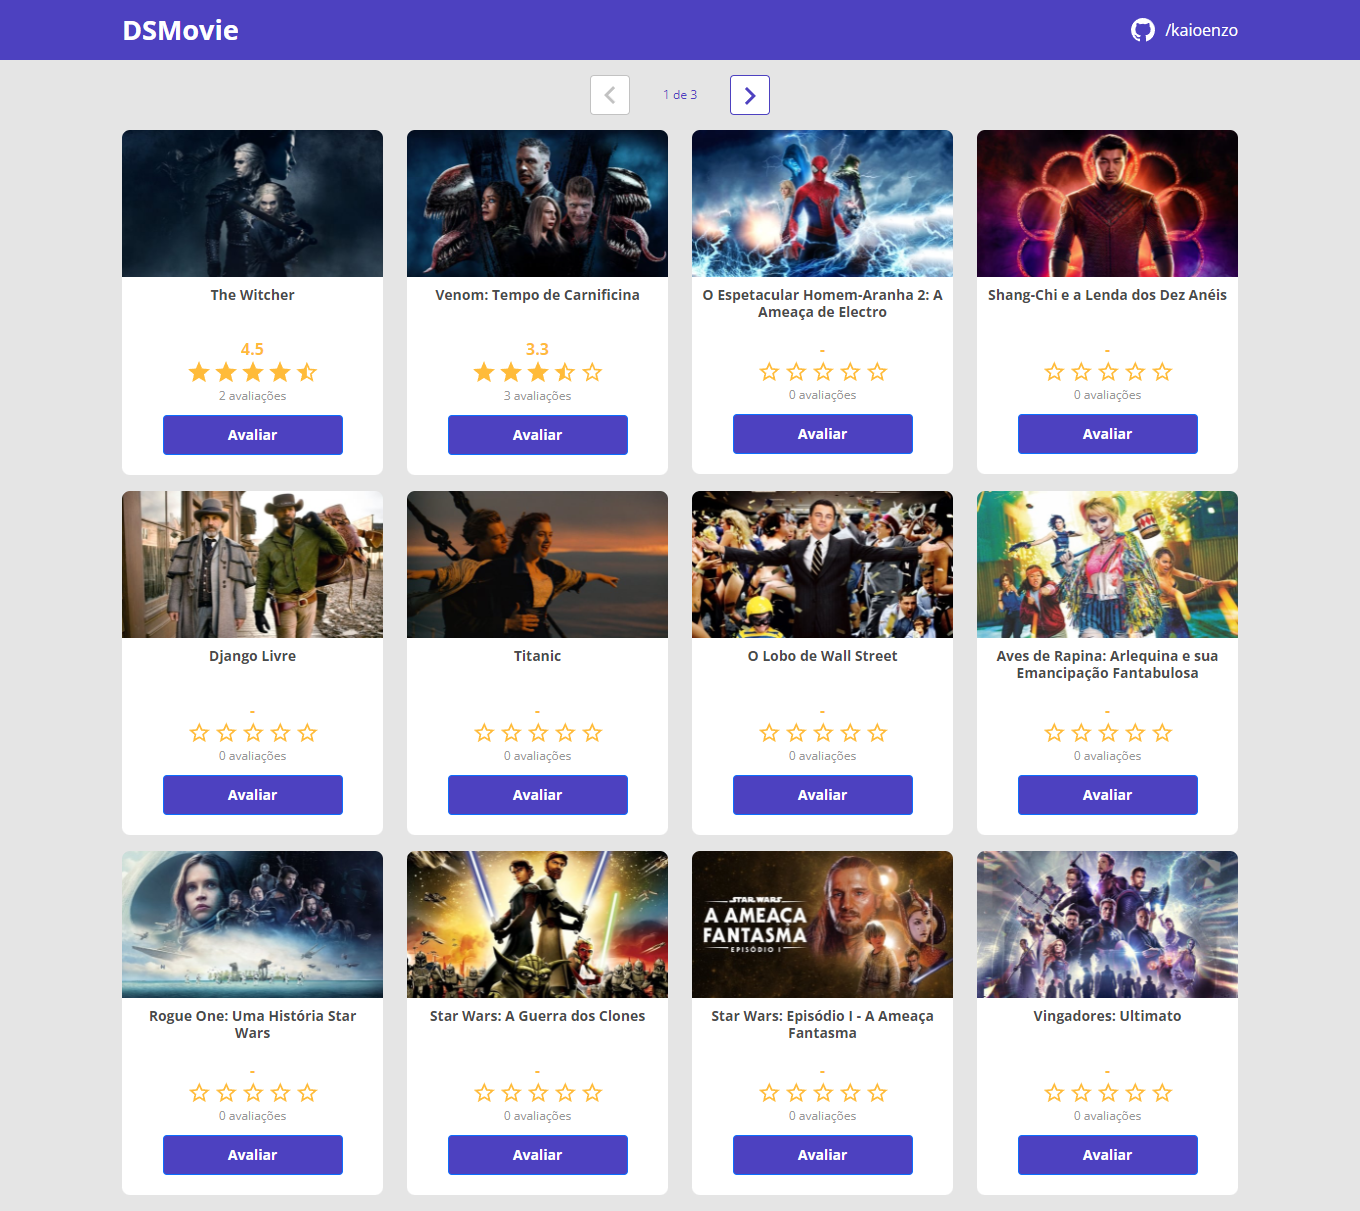 DSMovie
/kaioenzo
1 de 3
The Witcher
4.5
2 avaliações
Avaliar
Venom: Tempo de Carnificina
3.3
3 avaliações
Avaliar
O Espetacular Homem-Aranha 2: A
Ameaça de Electro
-
0 avaliações
Avaliar
Shang-Chi e a Lenda dos Dez Anéis
-
0 avaliações
Avaliar
Django Livre
-
0 avaliações
Avaliar
Titanic
-
0 avaliações
Avaliar
O Lobo de Wall Street
-
0 avaliações
Avaliar
Aves de Rapina: Arlequina e sua
Emancipação Fantabulosa
-
0 avaliações
Avaliar
Rogue One: Uma História Star
Wars
-
0 avaliações
Avaliar
Star Wars: A Guerra dos Clones
-
0 avaliações
Avaliar
STAR WARS
A AMEAÇA
FANTASMA
EPISÓDIO I
Star Wars: Episódio I - A Ameaça
Fantasma
-
0 avaliações
Avaliar
Vingadores: Ultimato
-
0 avaliações
Avaliar